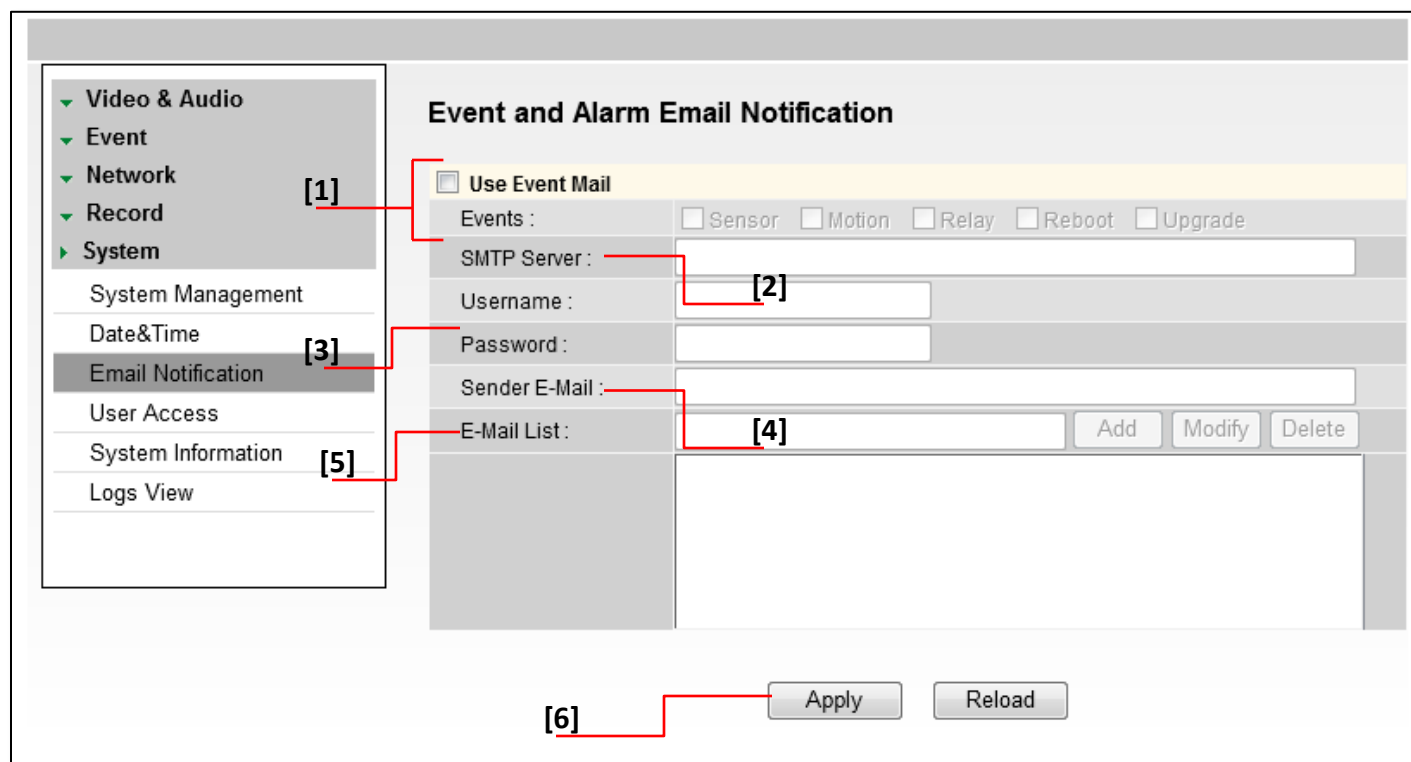 Video & Audio
Event
Network
Record
System
System Management
Date&Time
Email Notification
User Access
System Information
Logs View
Event and Alarm Email Notification
[1]
Use Event Mail
Events : Sensor Motion Relay Reboot Upgrade
SMTP Server :
[2]
Username :
[3]
Password :
Sender E-Mail :
[4]
E-Mail List : Add Modify Delete
[5]
Apply Reload
[6]